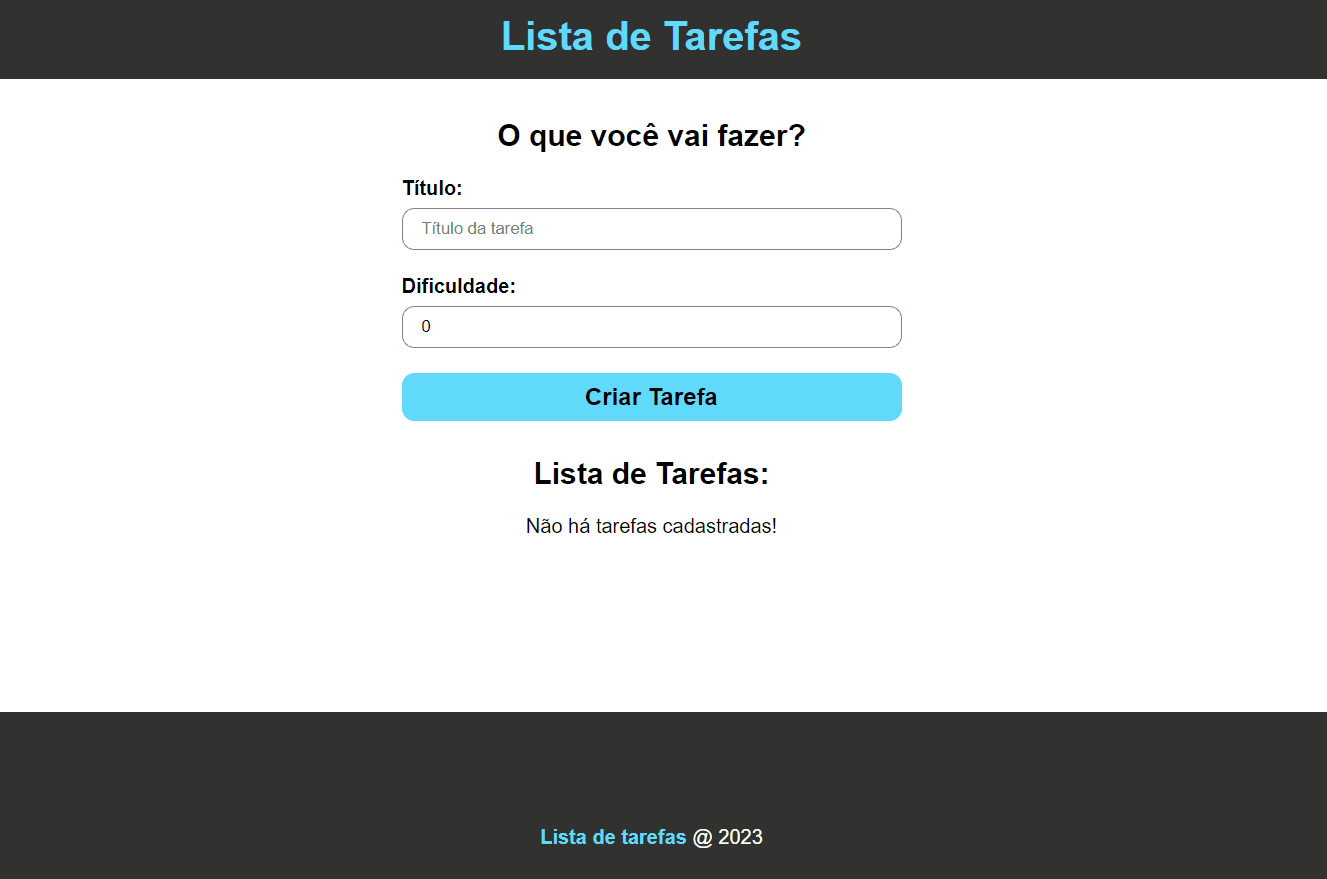 Lista de Tarefas
O que você vai fazer?
Título:
Título da tarefa
Dificuldade:
0
Criar Tarefa
Lista de Tarefas:
Não há tarefas cadastradas!
Lista de tarefas @ 2023